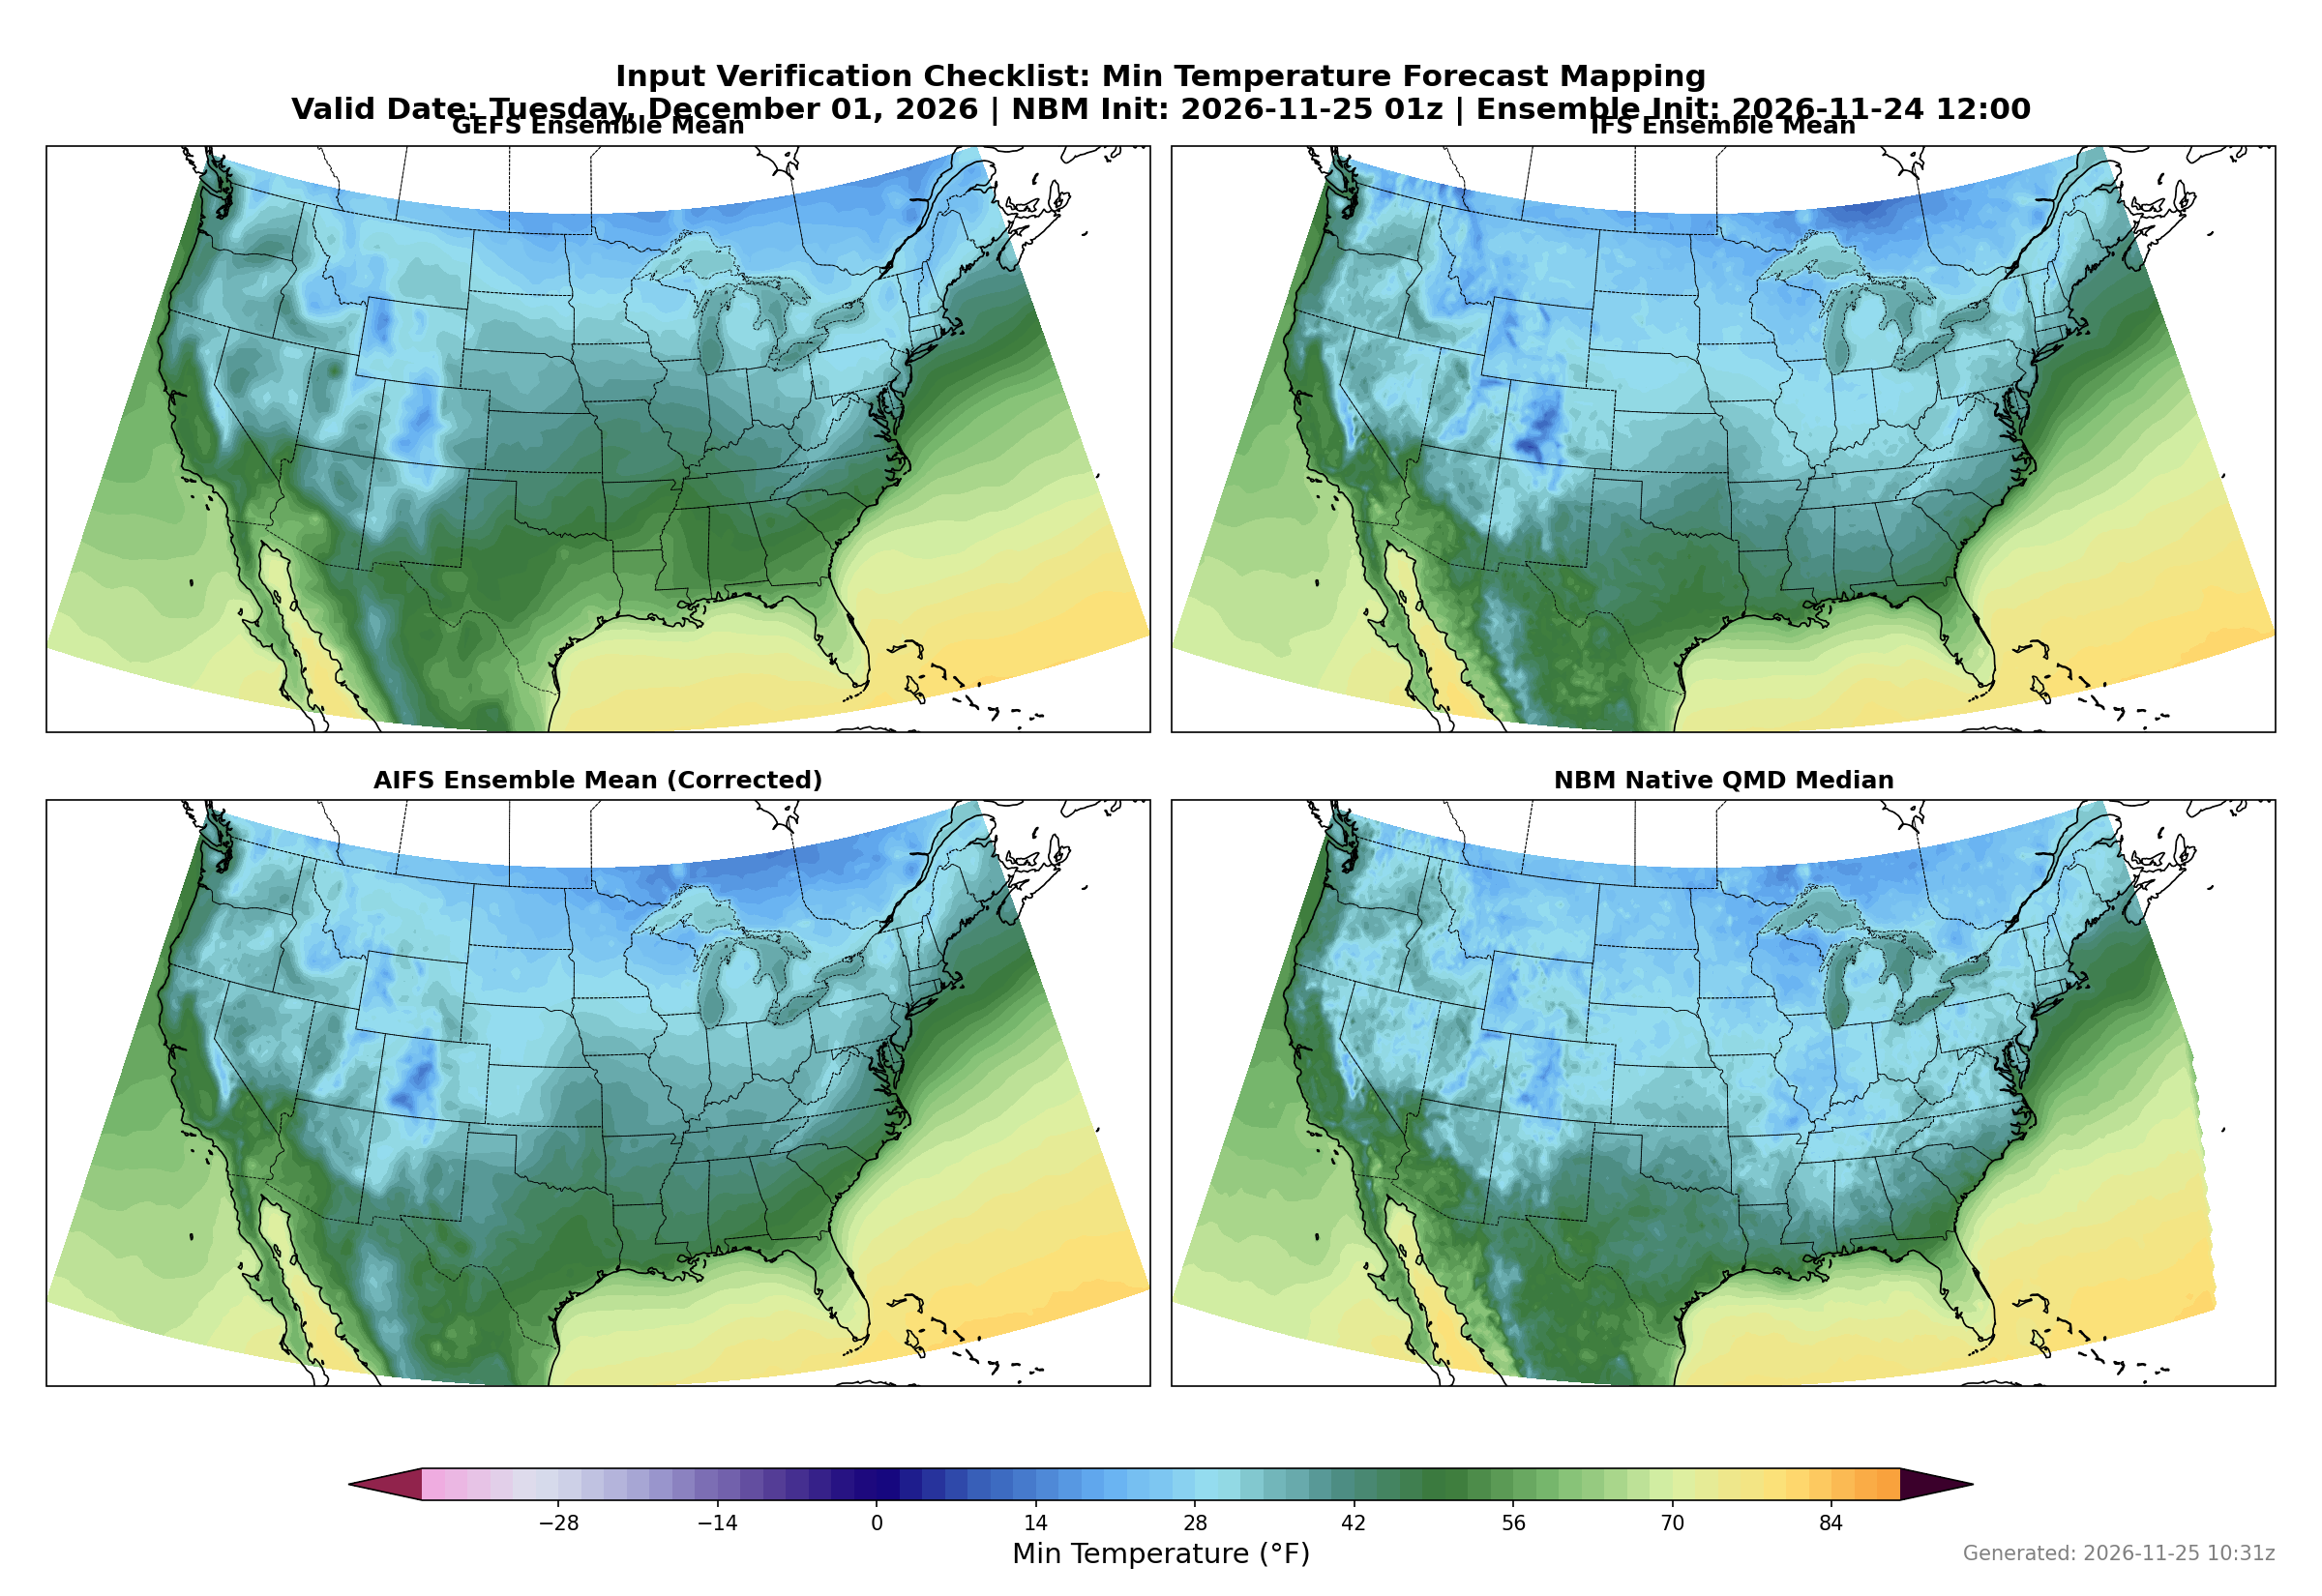 Input Verification Checklist: Min Temperature Forecast Mapping
Valid Date: Tuesday, December 01, 2026 | NBM Init: 2026-11-25 01z | Ensemble Init: 2026-11-24 12:00
GEFS Ensemble Mean
IFS Ensemble Mean
AIFS Ensemble Mean (Corrected)
NBM Native QMD Median
−28 −14 0 14 28 42 56 70 84
Min Temperature (°F)
Generated: 2026-11-25 10:31z